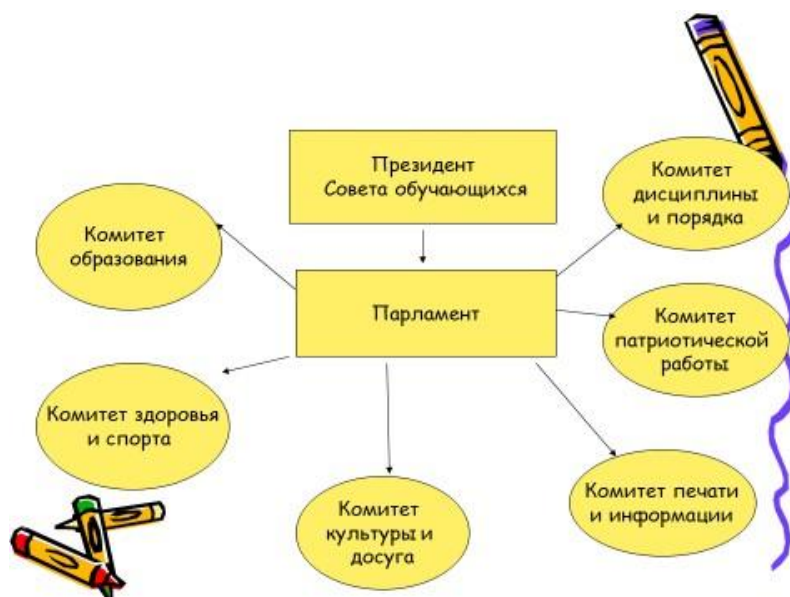 Президент
Совета обучающихся
Комитет
дисциплины
и порядка
Комитет
образования
Парламент
Комитет
патриотической
работы
Комитет здоровья
и спорта
Комитет
культуры и
досуга
Комитет печати
и информации